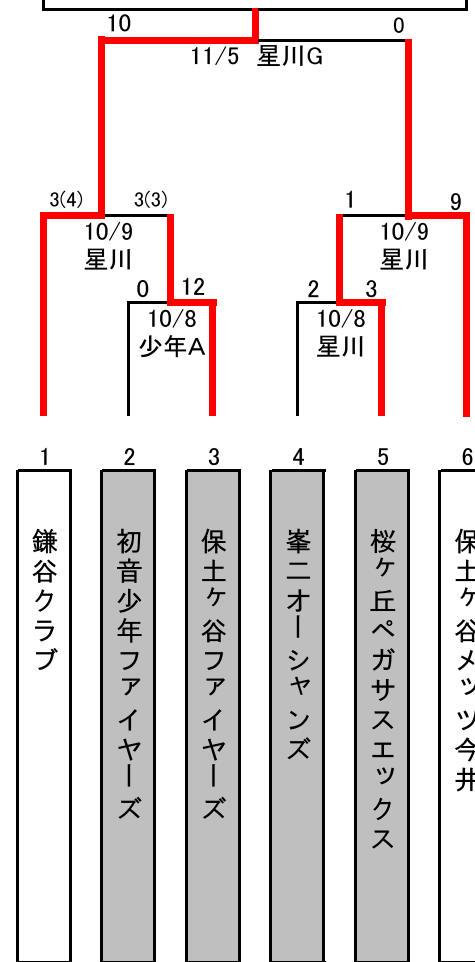 10 0
11/5 星川G
3(4) 3(3) 1 9
10/9 10/9
星川 星川
0 12 2 3
10/8 10/8
少年A 星川
1 2 3 4 5 6
鎌谷クラブ
初音少年ファイヤーズ
保土ケ谷ファイヤーズ
峯二オーシャンズ
桜ケ丘ペガサスエックス
保土ケ谷メッツ今井